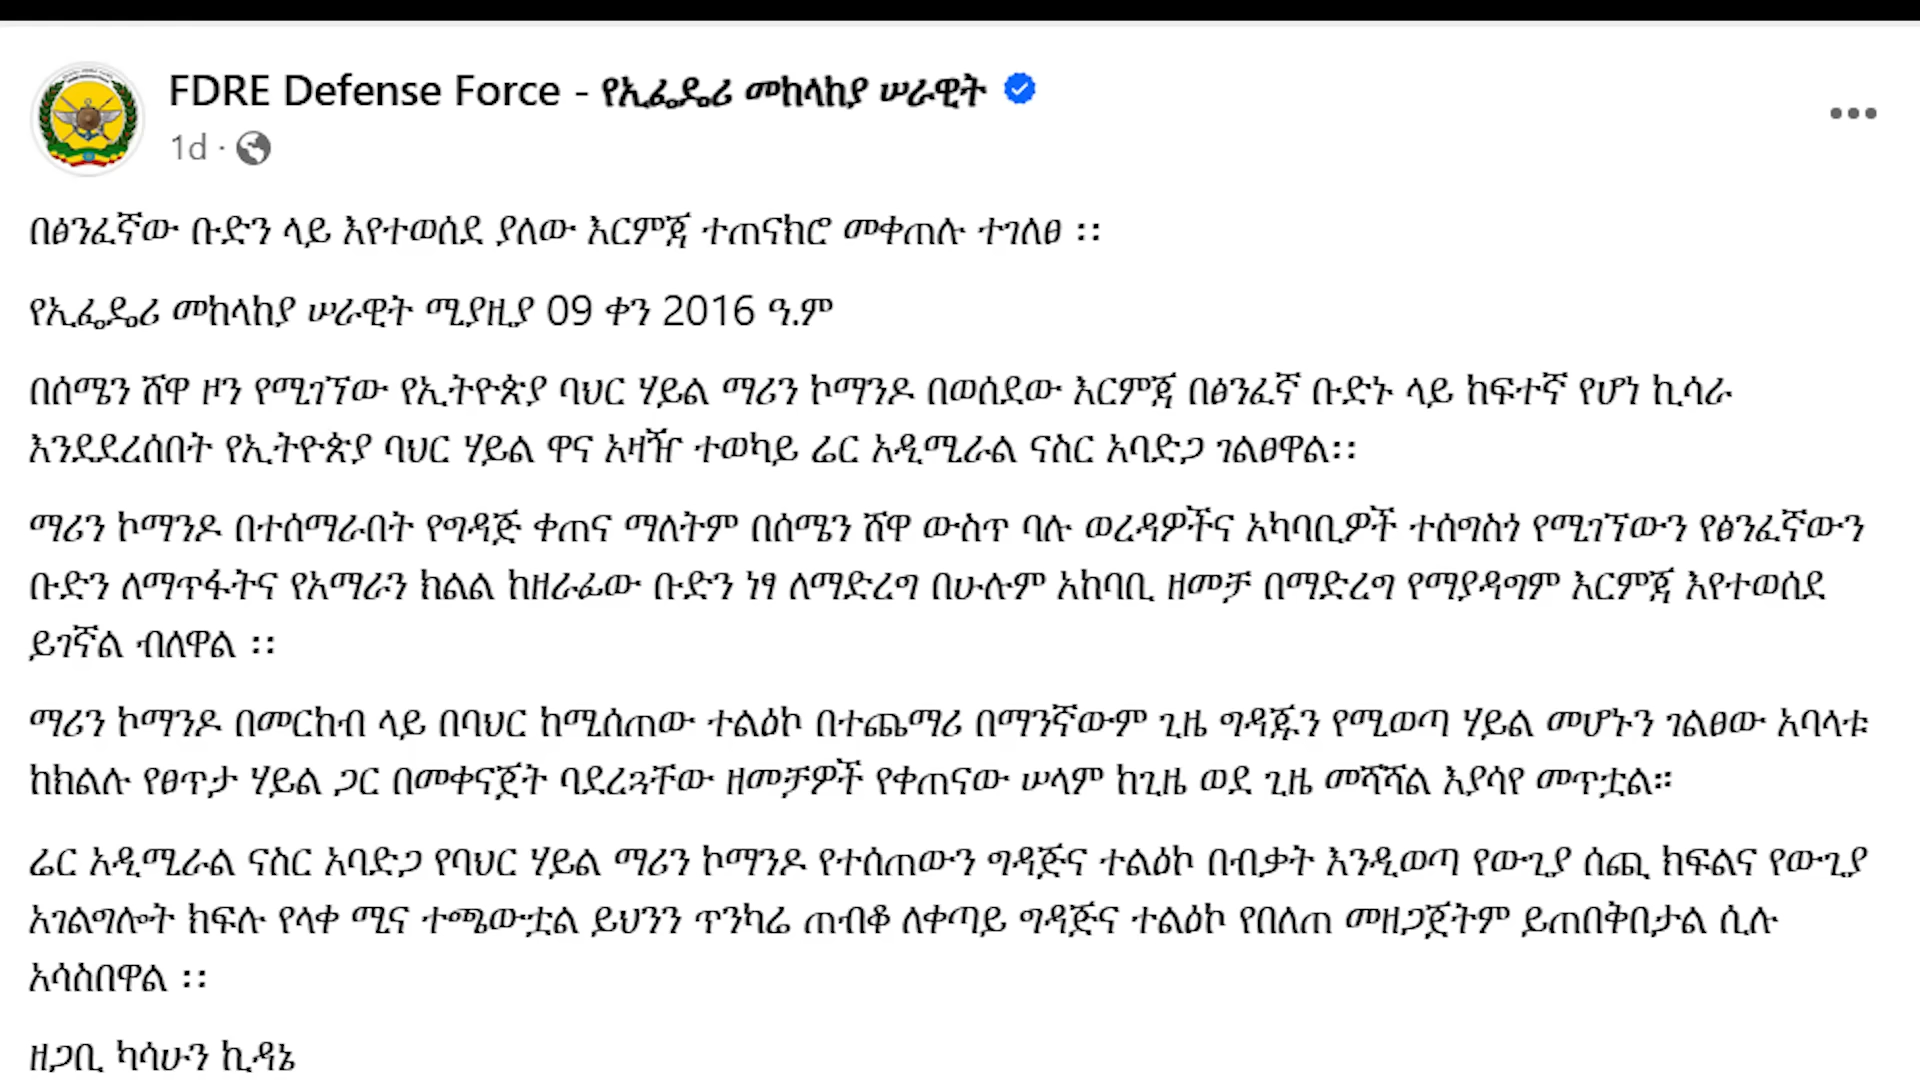 FDRE Defense Force - የኢፌዴሪ መከላከያ ሠራዊት
1d ·
በፅንፈኛው ቡድን ላይ እየተወሰደ ያለው እርምጃ ተጠናክሮ መቀጠሉ ተገለፀ ፡፡
የኢፌዴሪ መከላከያ ሠራዊት ሚያዚያ 09 ቀን 2016 ዓ.ም
በሰሜን ሸዋ ዞን የሚገኘው የኢትዮጵያ ባህር ሃይል ማሪን ኮማንዶ በወሰደው እርምጃ በፅንፈኛ ቡድኑ ላይ ከፍተኛ የሆነ ኪሳራ
እንደደረሰበት የኢትዮጵያ ባህር ሃይል ዋና አዛዥ ተወካይ ሬር አዲሚራል ናስር አባድጋ ገልፀዋል፡፡
ማሪን ኮማንዶ በተሰማራበት የግዳጅ ቀጠና ማለትም በሰሜን ሸዋ ውስጥ ባሉ ወረዳዎችና አካባቢዎች ተሰግስጎ የሚገኘውን የፅንፈኛውን
ቡድን ለማጥፋትና የአማራን ክልል ከዘራፊው ቡድን ነፃ ለማድረግ በሁሉም አከባቢ ዘመቻ በማድረግ የማያዳግም እርምጃ እየተወሰደ
ይገኛል ብለዋል ፡፡
ማሪን ኮማንዶ በመርከብ ላይ በባህር ከሚሰጠው ተልዕኮ በተጨማሪ በማንኛውም ጊዜ ግዳጁን የሚወጣ ሃይል መሆኑን ገልፀው አባላቱ
ከክልሉ የፀጥታ ሃይል ጋር በመቀናጀት ባደረጓቸው ዘመቻዎች የቀጠናው ሠላም ከጊዜ ወደ ጊዜ መሻሻል እያሳየ መጥቷል።
ሬር አዲሚራል ናስር አባድጋ የባህር ሃይል ማሪን ኮማንዶ የተሰጠውን ግዳጅና ተልዕኮ በብቃት እንዲወጣ የውጊያ ሰጪ ክፍልና የውጊያ
አገልግሎት ክፍሉ የላቀ ሚና ተጫውቷል ይህንን ጥንካሬ ጠብቆ ለቀጣይ ግዳጅና ተልዕኮ የበለጠ መዘጋጀትም ይጠበቅበታል ሲሉ
አሳስበዋል ፡፡
ዘጋቢ ካሳሁን ኪዳኔ